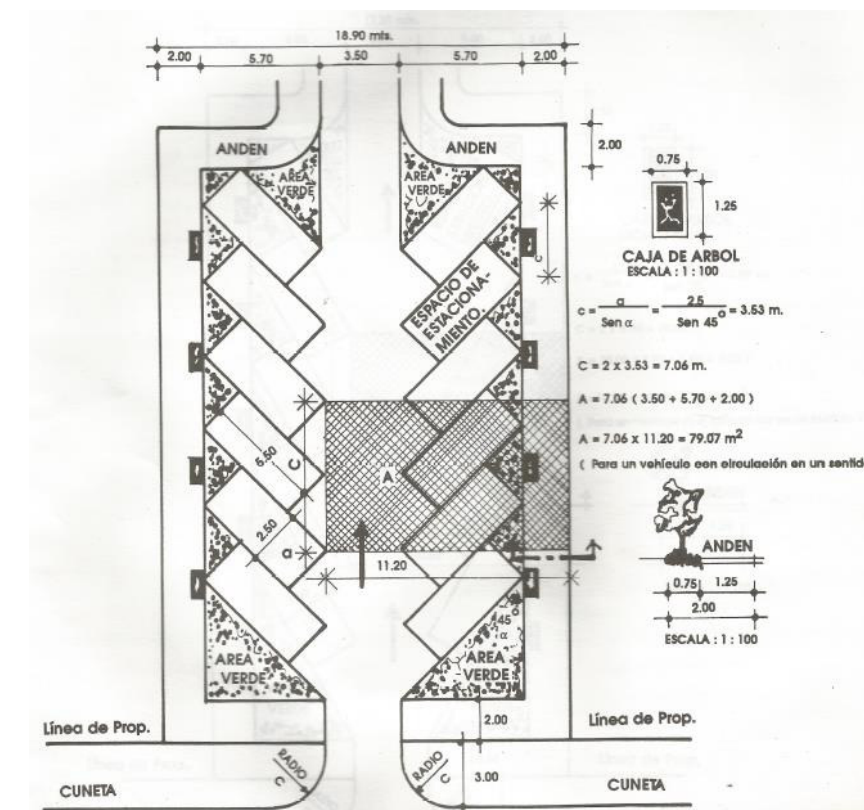 18.90 mts.
2.00 5.70 3.50 5.70 2.00
ANDEN
ANDEN
2.00
AREA
VERDE
AREA
VERDE
0.75
1.25
CAJA DE ARBOL
ESCALA : 1 : 100
c
ESPACIO DE
ESTACIONA-
MIENTO.
c = a / Sen α = 2.5 / Sen 45° = 3.53 m.
C = 2 x 3.53 = 7.06 m.
A = 7.06 ( 3.50 + 5.70 + 2.00 )
A = 7.06 x 11.20 = 79.07 m²
( Para un vehículo con circulación en un sentid
5.50
C
A
2.50
a
11.20
ANDEN
0.75 1.25
2.00
ESCALA : 1 : 100
45°
α
AREA
VERDE
AREA
VERDE
2.00
Línea de Prop.
Línea de Prop.
RADIO
C
RADIO
C
3.00
CUNETA
CUNETA